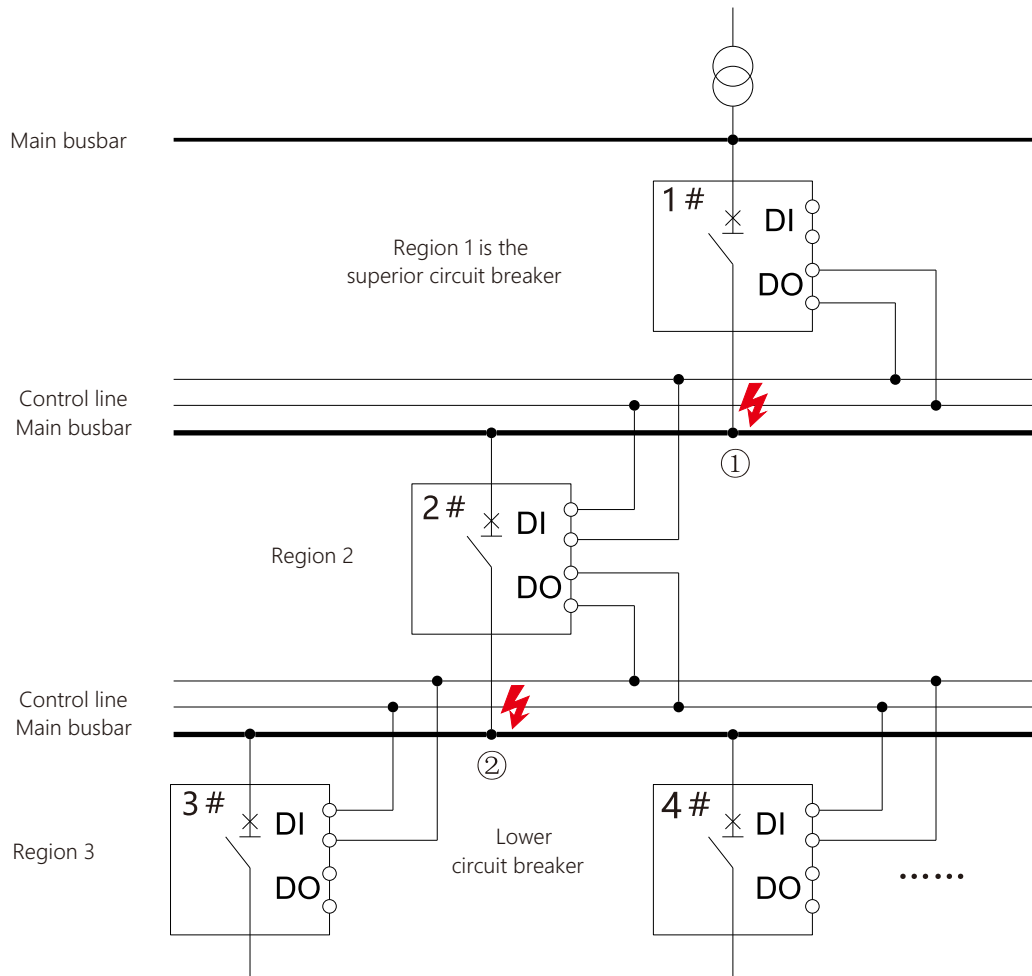 Main busbar
1#
DI
DO
Region 1 is the
superior circuit breaker
Control line
Main busbar
①
2#
DI
DO
Region 2
Control line
Main busbar
②
3#
DI
DO
4#
DI
DO
Region 3
Lower
circuit breaker
......